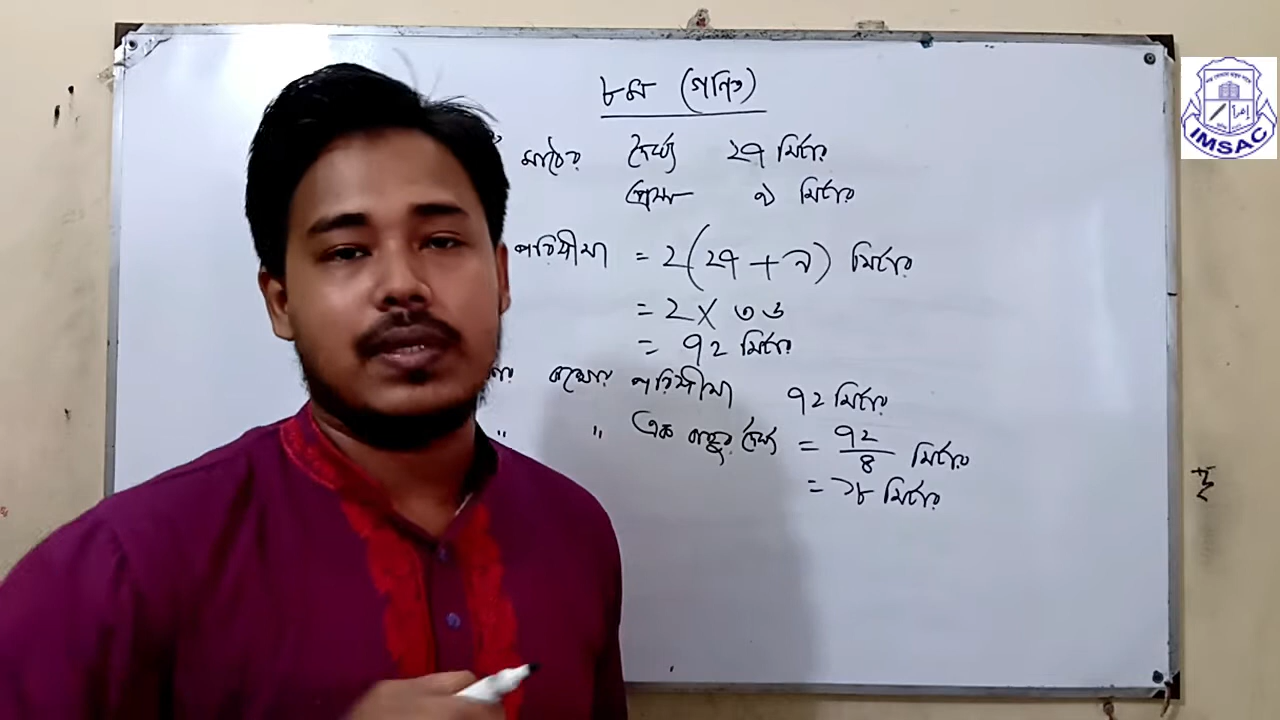 ৮ম (গণিত)
মাঠের দৈর্ঘ্য ২৭ মিটার
প্রস্থ ৯ মিটার
পরিসীমা = ২(২৭ + ৯) মিটার
= ২ X ৩৬
= ৭২ মিটার
পরিসীমা ৭২ মিটার
" " এক বাহুর দৈর্ঘ্য = ৭২/৪ মিটার
= ১৮ মিটার
IMSAC